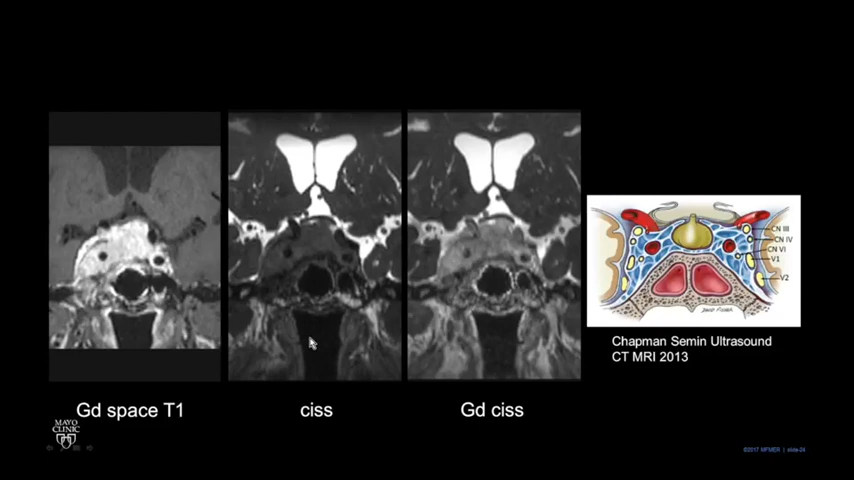 CN III
CN IV
CN VI
V1
V2
Chapman Semin Ultrasound
CT MRI 2013
Gd space T1
ciss
Gd ciss
MAYO
CLINIC
©2017 MFMER | slide-24